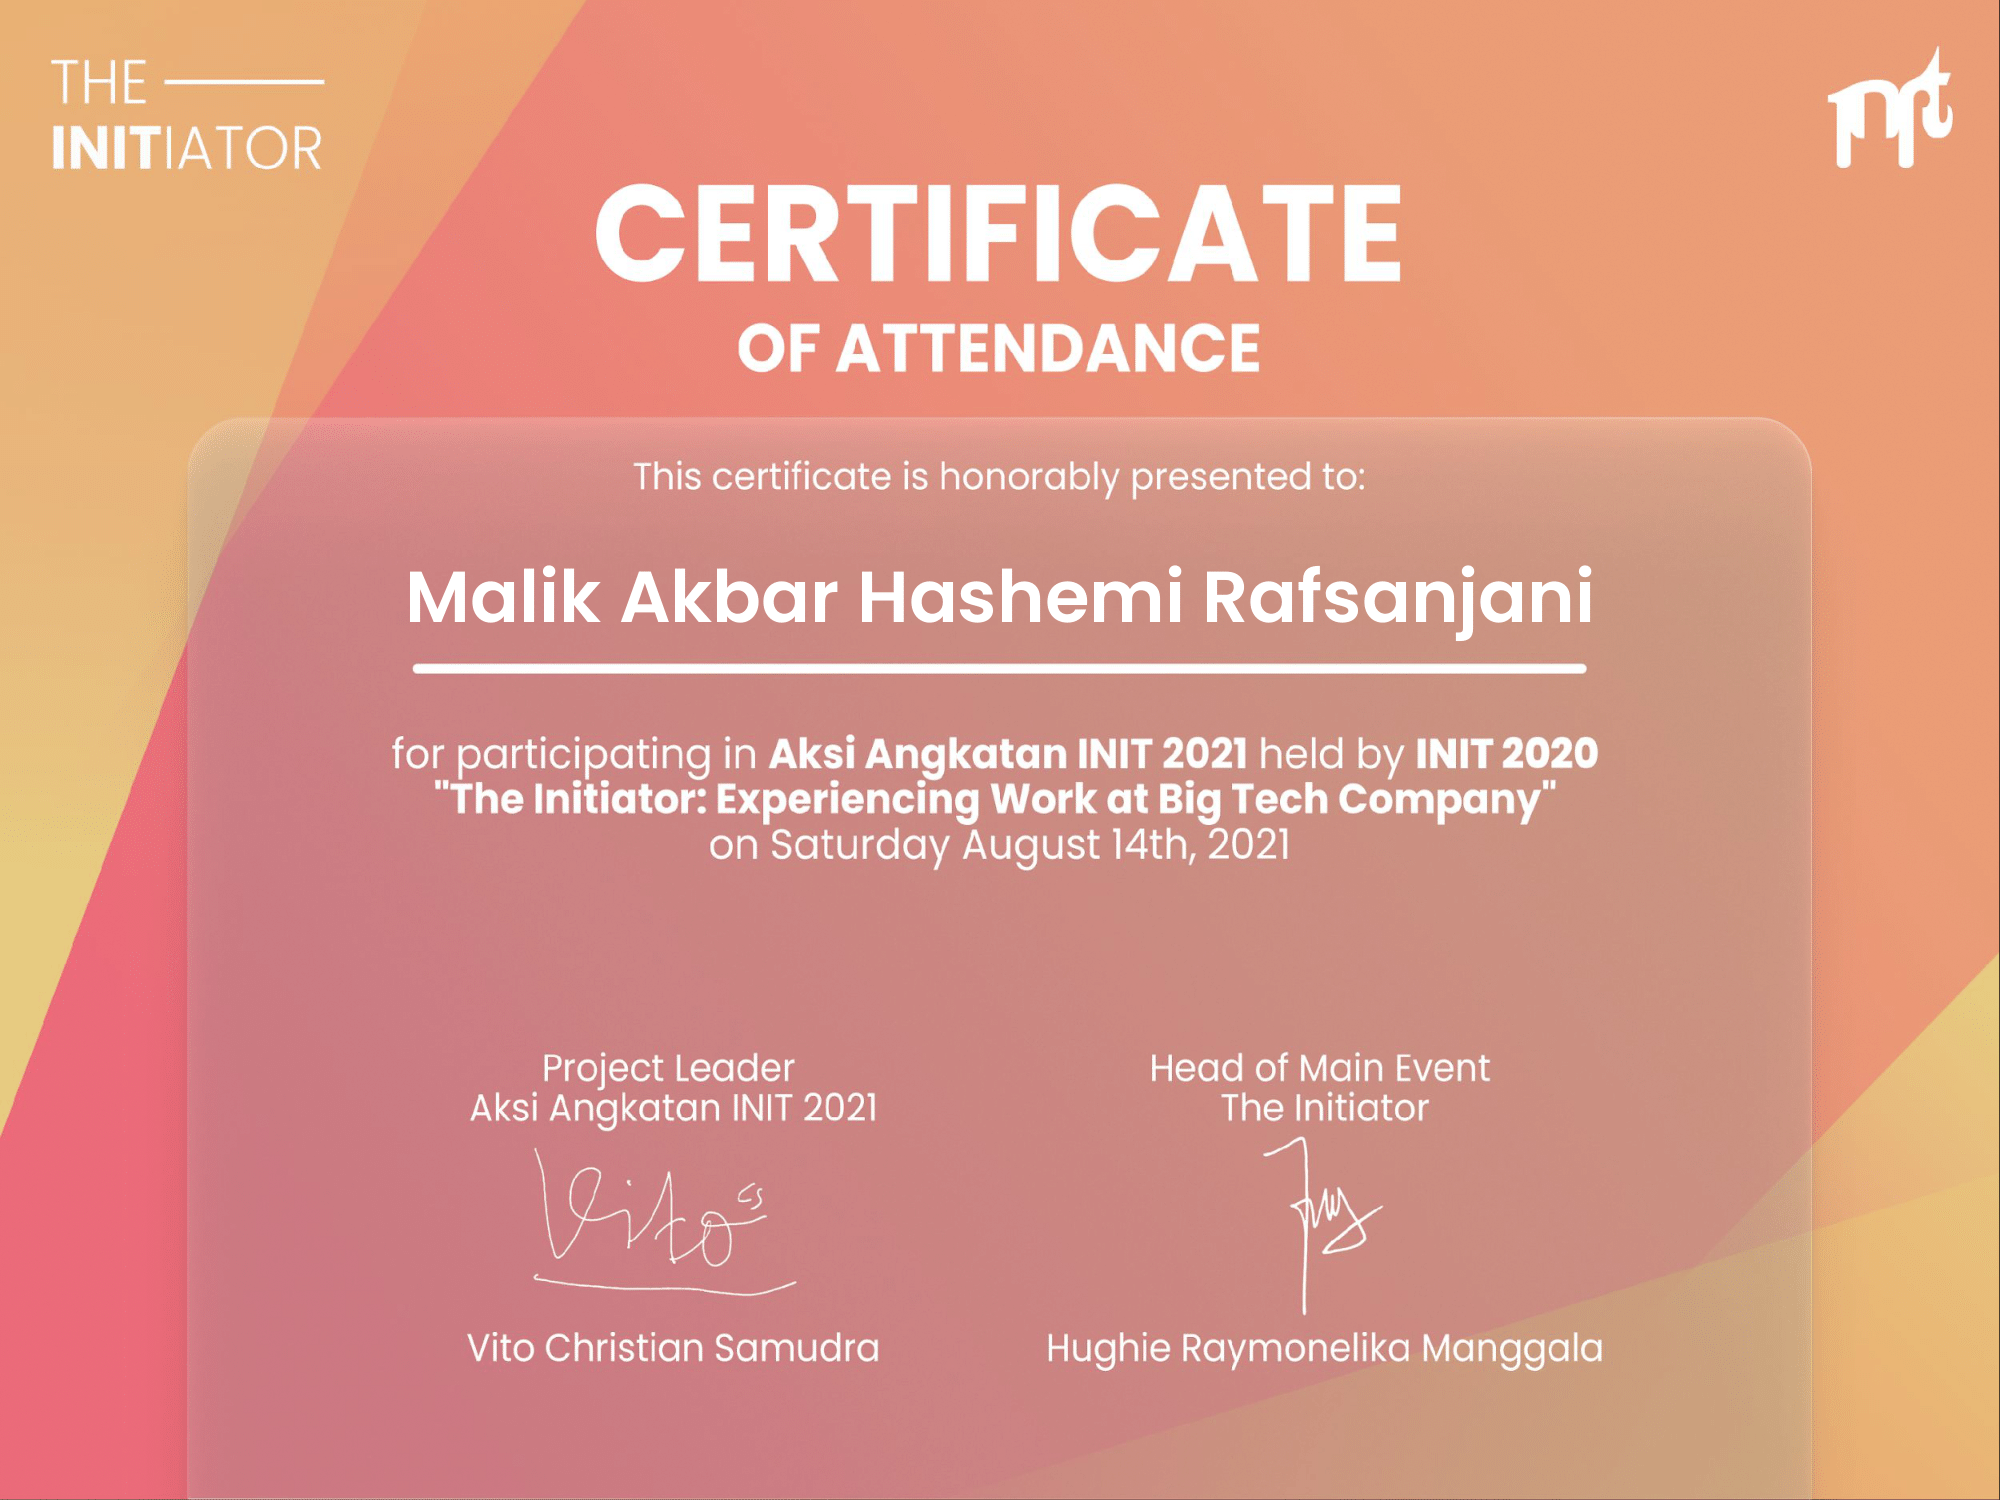 THE
INITIATOR
CERTIFICATE
OF ATTENDANCE
This certificate is honorably presented to:
Malik Akbar Hashemi Rafsanjani
for participating in Aksi Angkatan INIT 2021 held by INIT 2020
"The Initiator: Experiencing Work at Big Tech Company"
on Saturday August 14th, 2021
Project Leader
Aksi Angkatan INIT 2021
Vito CS
Vito Christian Samudra
Head of Main Event
The Initiator
Hughie Raymonelika Manggala